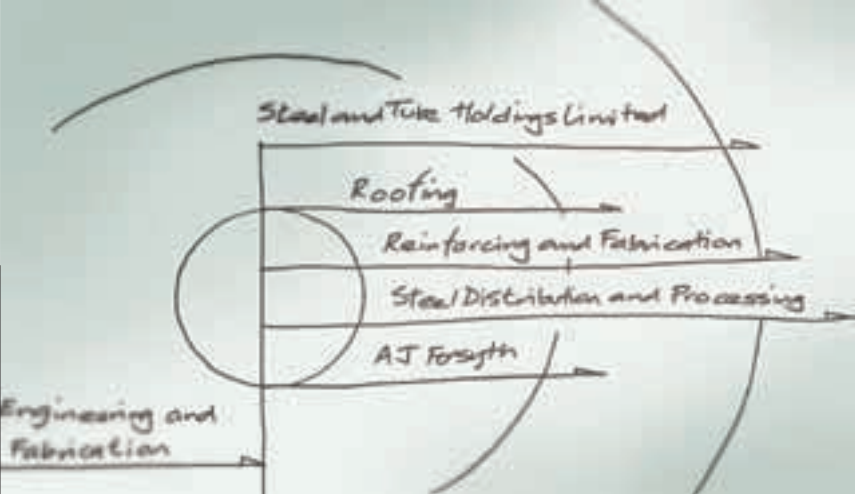 Steel and Tube Holdings Limited
Roofing
Reinforcing and Fabrication
Steel Distribution and Processing
AJ Forsyth
Engineering and
Fabrication